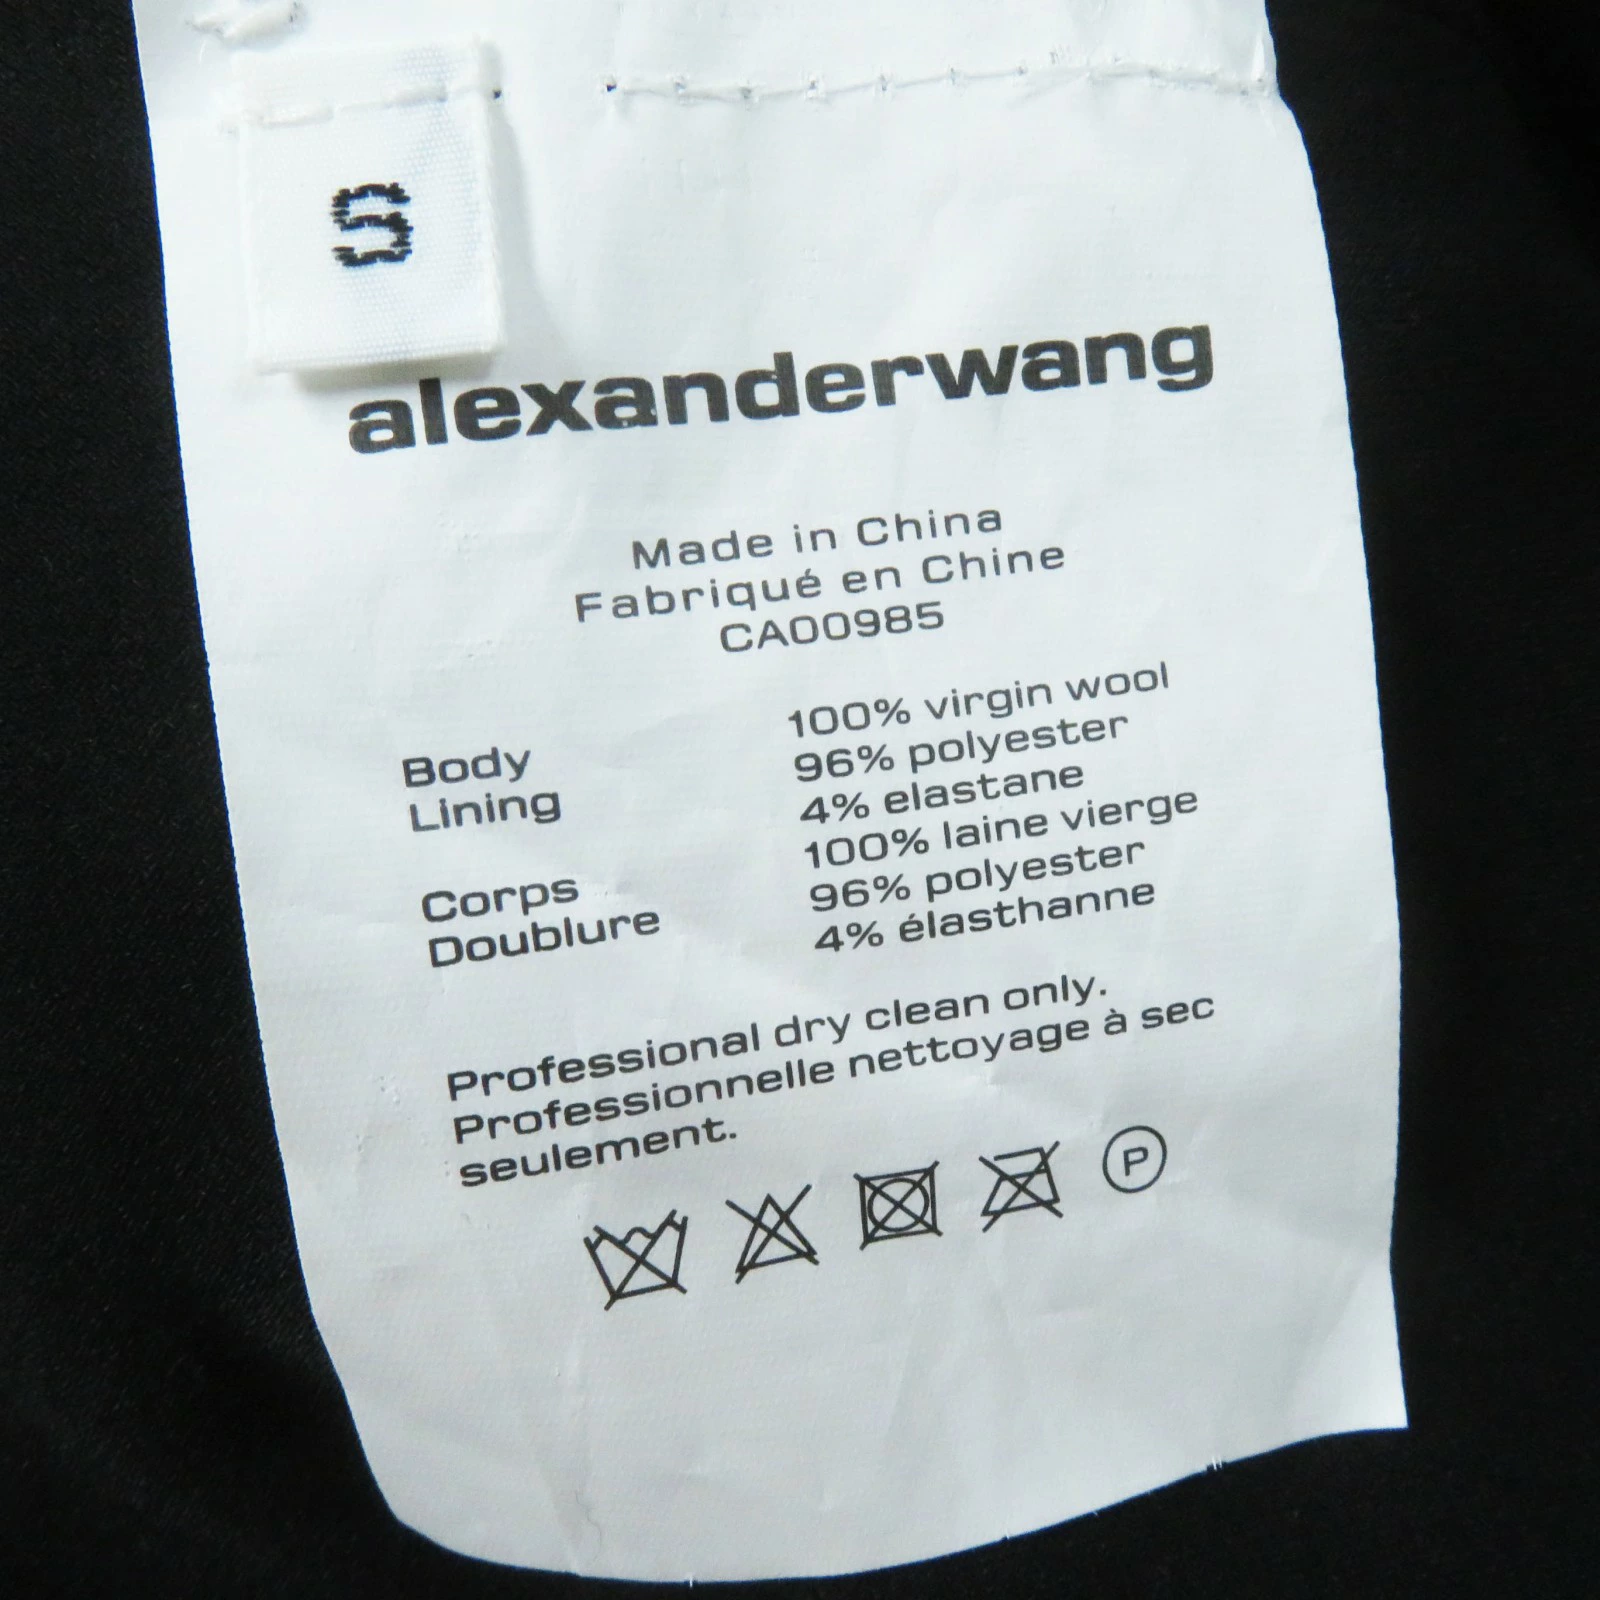 S
alexanderwang
Made in China
Fabriqué en Chine
CA00985
100% virgin wool
Body 96% polyester
Lining 4% elastane
100% laine vierge
Corps 96% polyester
Doublure 4% élasthanne
Professional dry clean only.
Professionnelle nettoyage à sec
seulement.
P